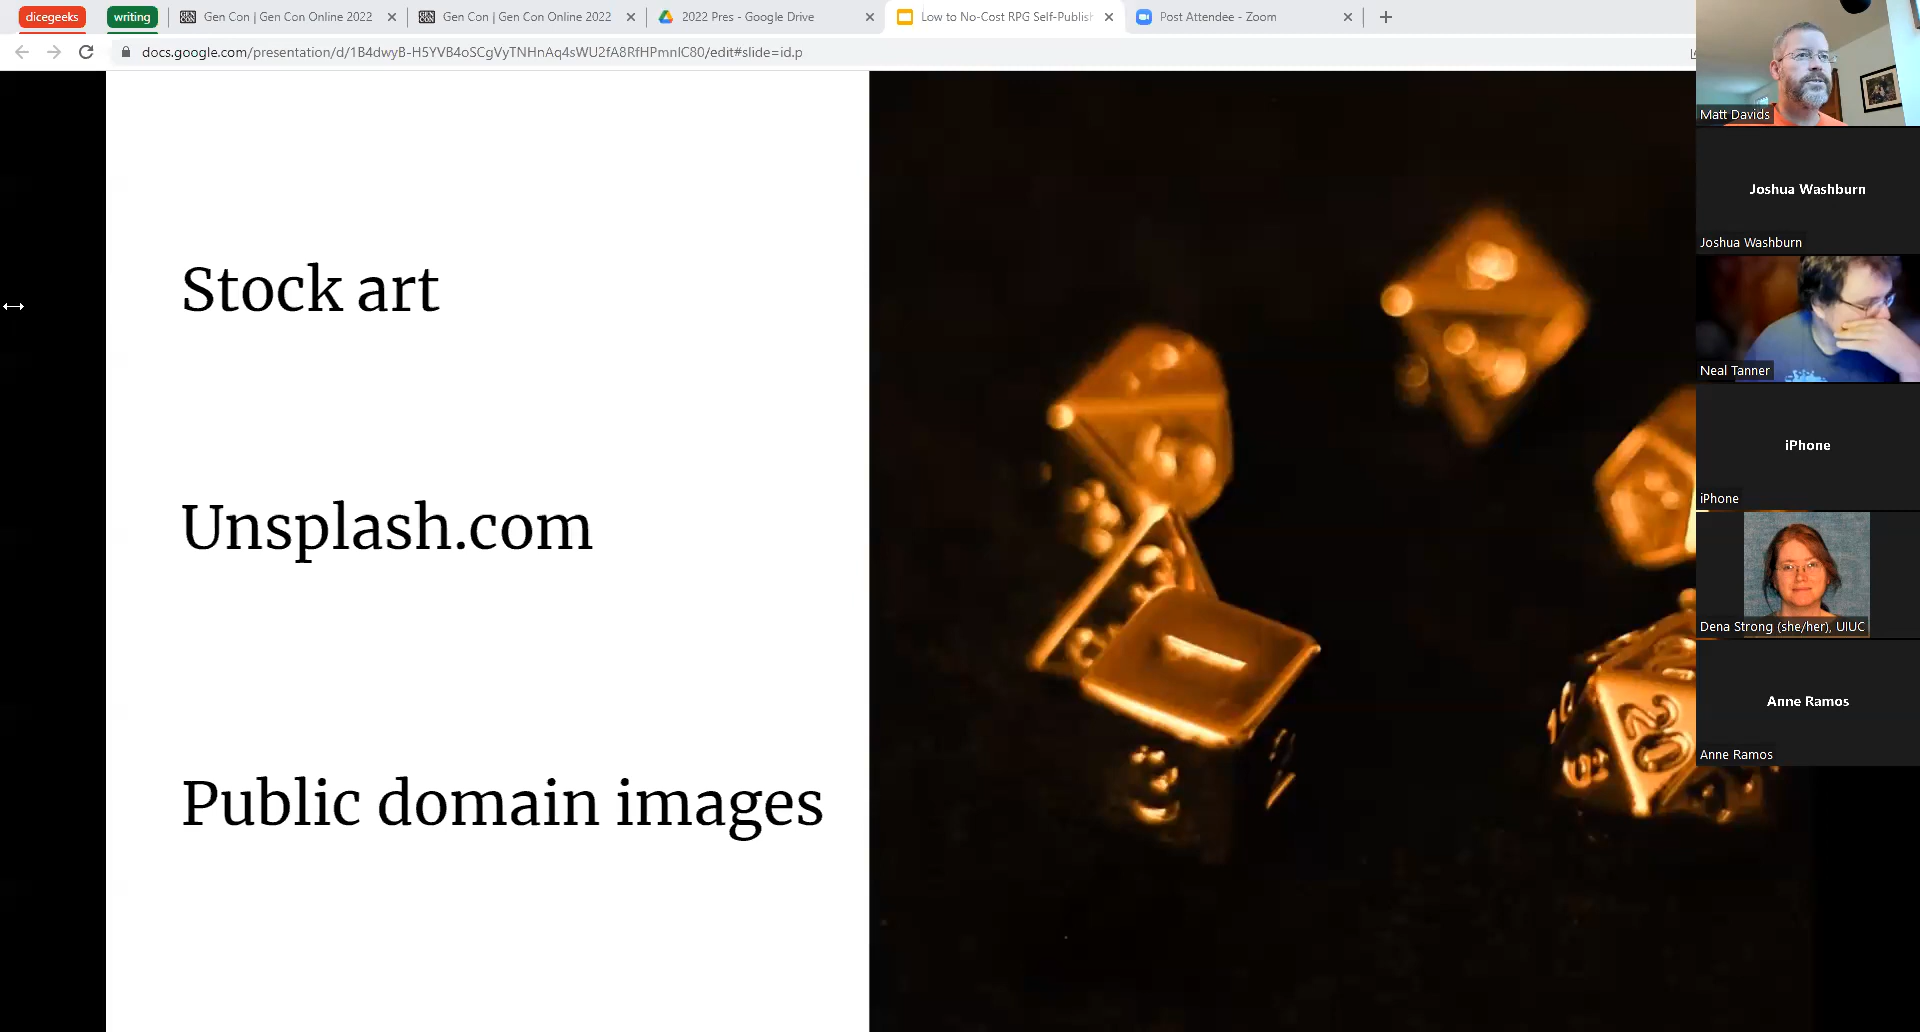 dicegeeks
writing
Gen Con | Gen Con Online 2022
Gen Con | Gen Con Online 2022
2022 Pres - Google Drive
Low to No-Cost RPG Self-Publish
Post Attendee - Zoom
docs.google.com/presentation/d/1B4dwyB-H5YVB4oSCgVyTNHnAq4sWU2fA8RfHPmnIC80/edit#slide=id.p
Stock art
Unsplash.com
Public domain images
20
Matt Davids
Joshua Washburn
Joshua Washburn
Neal Tanner
iPhone
iPhone
Dena Strong (she/her), UIUC
Anne Ramos
Anne Ramos